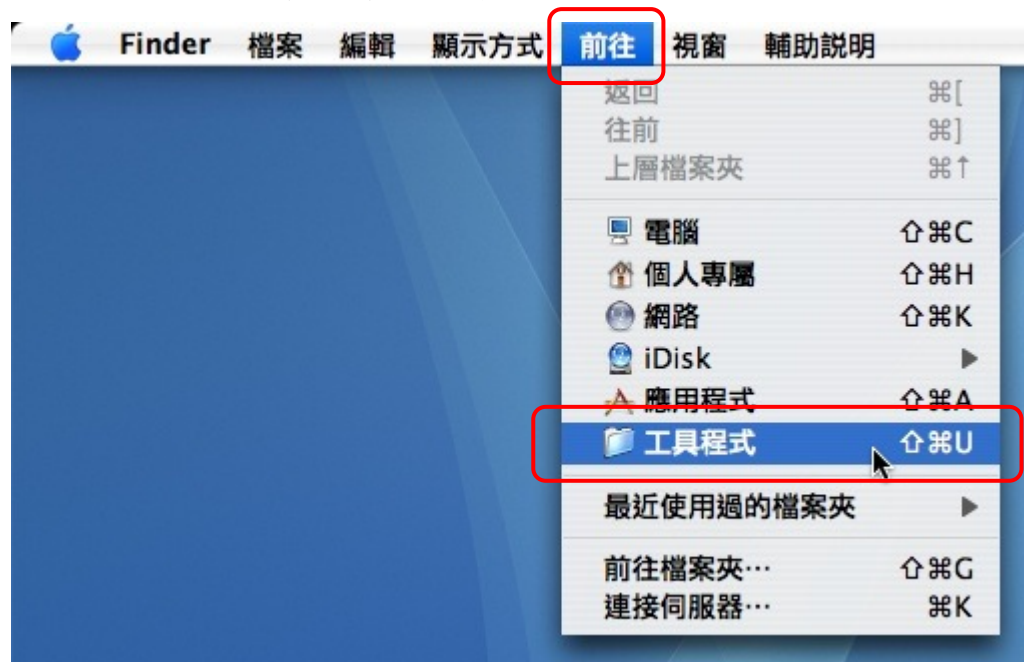 Finder 檔案 編輯 顯示方式 前往 視窗 輔助說明
返回 ⌘[
往前 ⌘]
上層檔案夾 ⌘↑
電腦 ⇧⌘C
個人專屬 ⇧⌘H
網路 ⇧⌘K
iDisk
應用程式 ⇧⌘A
工具程式 ⇧⌘U
最近使用過的檔案夾
前往檔案夾⋯ ⇧⌘G
連接伺服器⋯ ⌘K